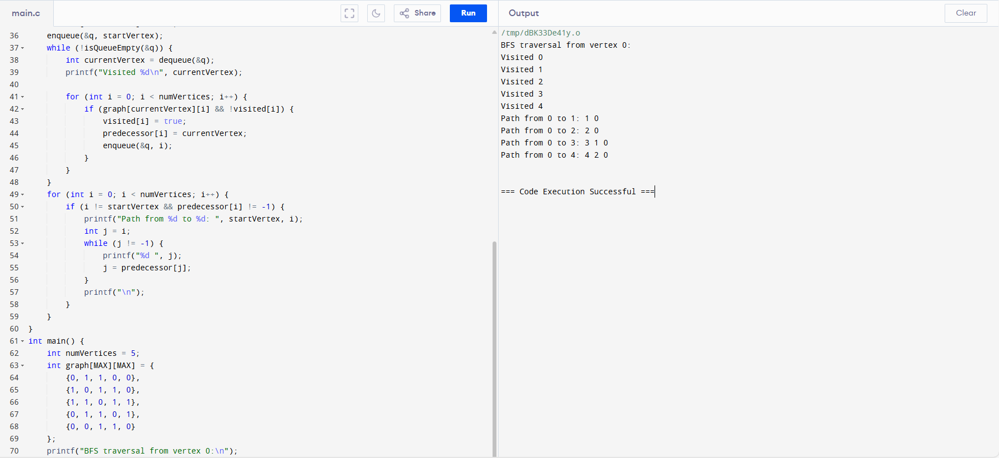 main.c
Share
Run
Output
Clear
36 enqueue(&q, startVertex);
37 while (!isQueueEmpty(&q)) {
38 int currentVertex = dequeue(&q);
39 printf("Visited %d\n", currentVertex);
40
41 for (int i = 0; i < numVertices; i++) {
42 if (graph[currentVertex][i] && !visited[i]) {
43 visited[i] = true;
44 predecessor[i] = currentVertex;
45 enqueue(&q, i);
46 }
47 }
48 }
49 for (int i = 0; i < numVertices; i++) {
50 if (i != startVertex && predecessor[i] != -1) {
51 printf("Path from %d to %d: ", startVertex, i);
52 int j = i;
53 while (j != -1) {
54 printf("%d ", j);
55 j = predecessor[j];
56 }
57 printf("\n");
58 }
59 }
60 }
61 int main() {
62 int numVertices = 5;
63 int graph[MAX][MAX] = {
64 {0, 1, 1, 0, 0},
65 {1, 0, 1, 1, 0},
66 {1, 1, 0, 1, 1},
67 {0, 1, 1, 0, 1},
68 {0, 0, 1, 1, 0}
69 };
70 printf("BFS traversal from vertex 0:\n");
/tmp/dBK33De41y.o
BFS traversal from vertex 0:
Visited 0
Visited 1
Visited 2
Visited 3
Visited 4
Path from 0 to 1: 1 0
Path from 0 to 2: 2 0
Path from 0 to 3: 3 1 0
Path from 0 to 4: 4 2 0
=== Code Execution Successful ===